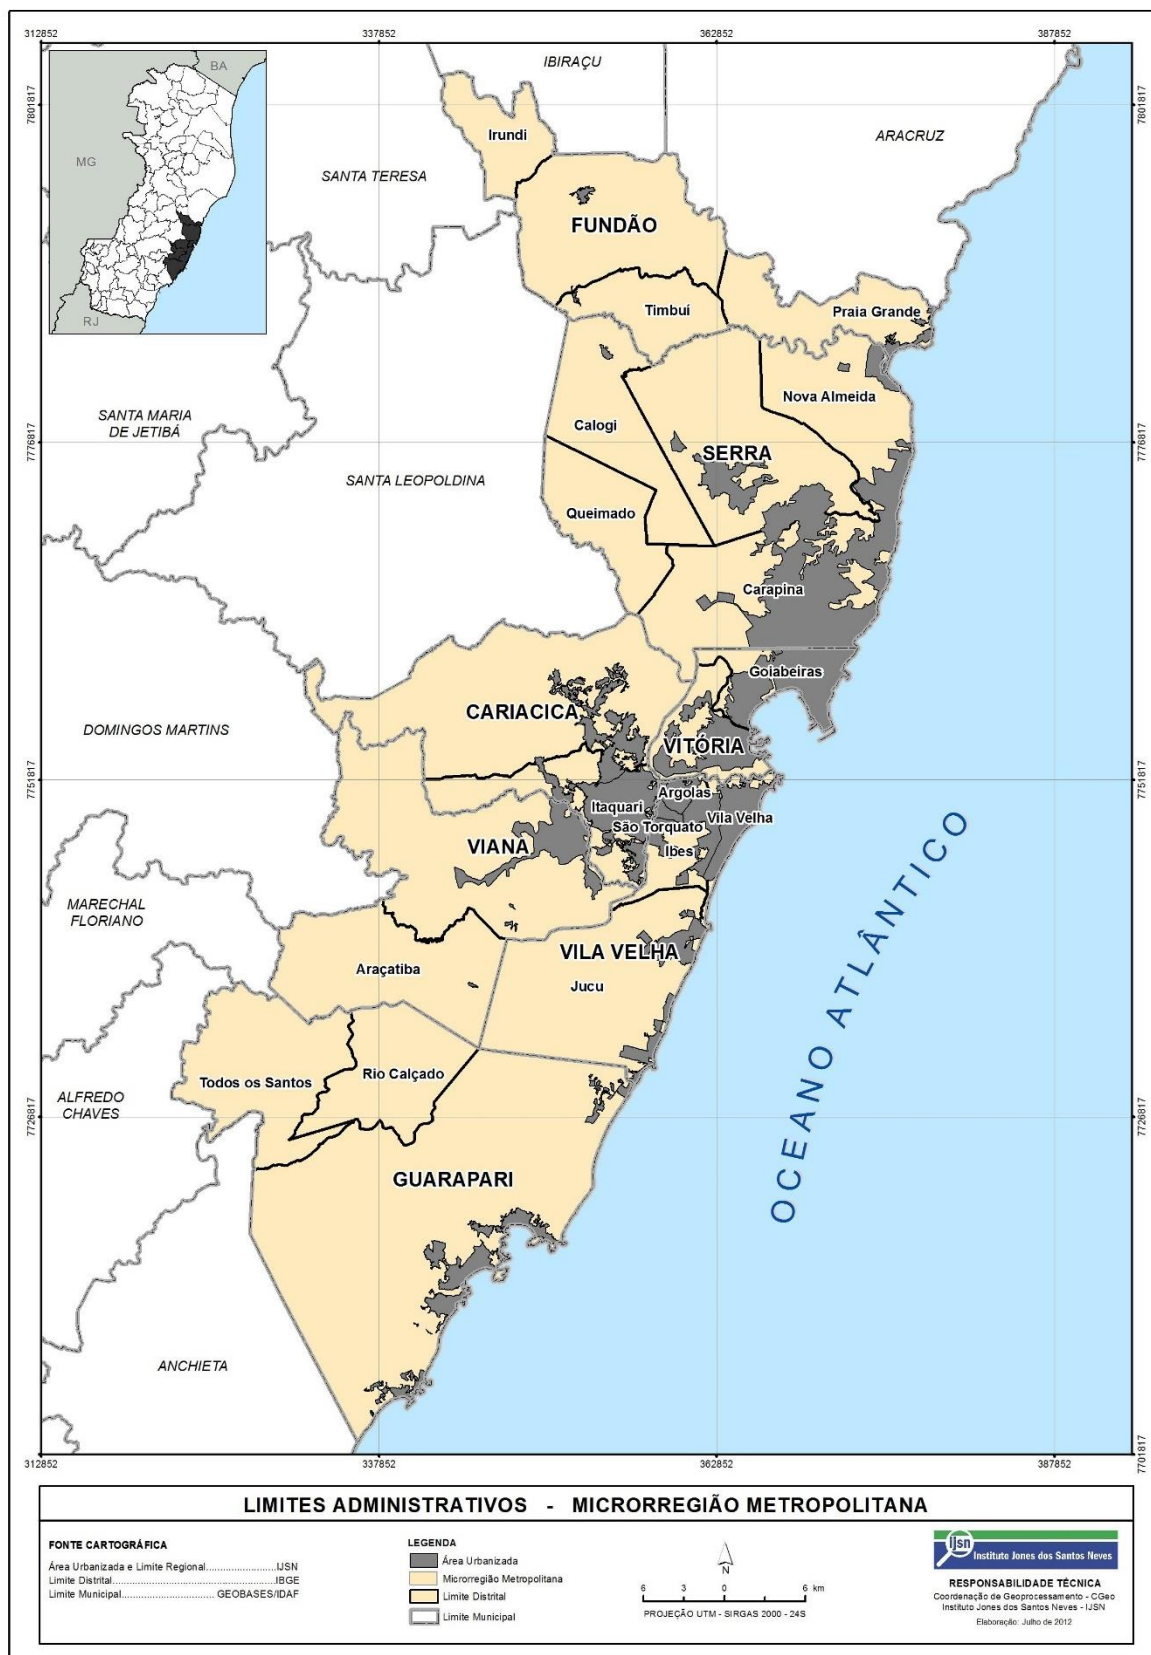 312852
337852
362852
387852
BA
MG
RJ
7801817
7801817
IBIRAÇU
ARACRUZ
Irundi
SANTA TERESA
FUNDÃO
Timbuí
Praia Grande
Nova Almeida
SANTA MARIA
DE JETIBÁ
Calogi
7776817
7776817
SERRA
SANTA LEOPOLDINA
Queimado
Carapina
Goiabeiras
CARIACICA
DOMINGOS MARTINS
VITÓRIA
7751817
7751817
Argolas
Itaquari
Vila Velha
São Torquato
VIANA
Ibes
MARECHAL
FLORIANO
VILA VELHA
Araçatiba
Jucu
OCEANO ATLÂNTICO
Rio Calçado
Todos os Santos
ALFREDO
CHAVES
7726817
7726817
GUARAPARI
ANCHIETA
7701817
312852
337852
362852
387852
LIMITES ADMINISTRATIVOS - MICRORREGIÃO METROPOLITANA
FONTE CARTOGRÁFICA
Área Urbanizada e Limite Regional........................IJSN
Limite Distrital........................................................IBGE
Limite Municipal................................ GEOBASES/IDAF
LEGENDA
Área Urbanizada
Microrregião Metropolitana
Limite Distrital
Limite Municipal
N
6 3 0 6 km
PROJEÇÃO UTM - SIRGAS 2000 - 24S
ijsn Instituto Jones dos Santos Neves
RESPONSABILIDADE TÉCNICA
Coordenação de Geoprocessamento - CGeo
Instituto Jones dos Santos Neves - IJSN
Elaboração: Julho de 2012